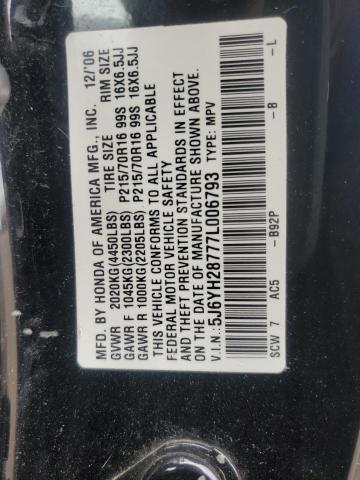 MFD. BY HONDA OF AMERICA MFG., INC. 12/'06
GVWR 2020KG(4450LBS) TIRE SIZE RIM SIZE
GAWR F 1045KG(2300LBS) P215/70R16 99S 16X6.5JJ
GAWR R 1000KG(2205LBS) P215/70R16 99S 16X6.5JJ
THIS VEHICLE CONFORMS TO ALL APPLICABLE
FEDERAL MOTOR VEHICLE SAFETY AND
THEFT PREVENTION STANDARDS IN EFFECT
ON THE DATE OF MANUFACTURE SHOWN ABOVE.
V.I.N.: 5J6YH28777L006793 TYPE: MPV
SCW 7 AC5 -B92P -B -L